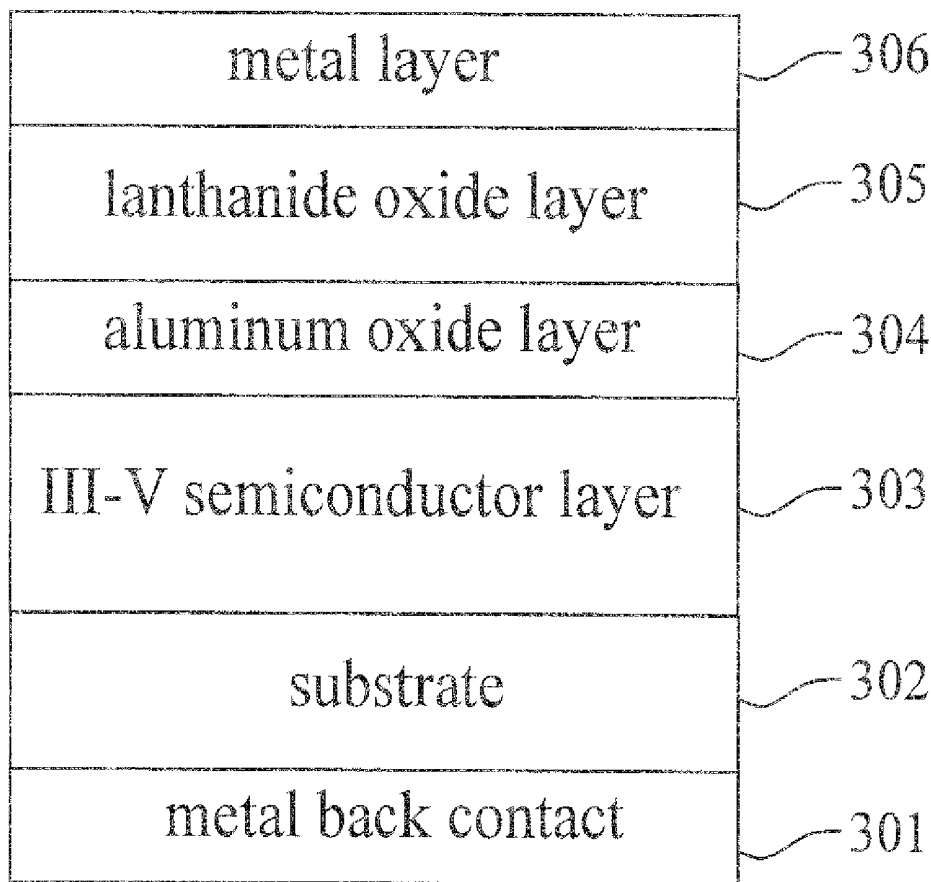 metal layer 306
lanthanide oxide layer 305
aluminum oxide layer 304
III-V semiconductor layer 303
substrate 302
metal back contact 301